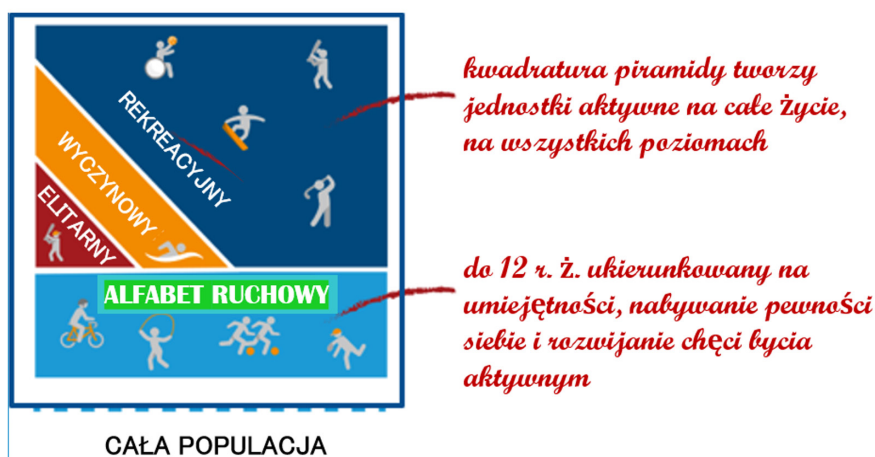 REKREACYJNY
WYCZYNOWY
ELITARNY
ALFABET RUCHOWY
CAŁA POPULACJA
kwadratura piramidy tworzy
jednostki aktywne na całe życie,
na wszystkich poziomach
do 12 r. ż. ukierunkowany na
umiejętności, nabywanie pewności
siebie i rozwijanie chęci bycia
aktywnym